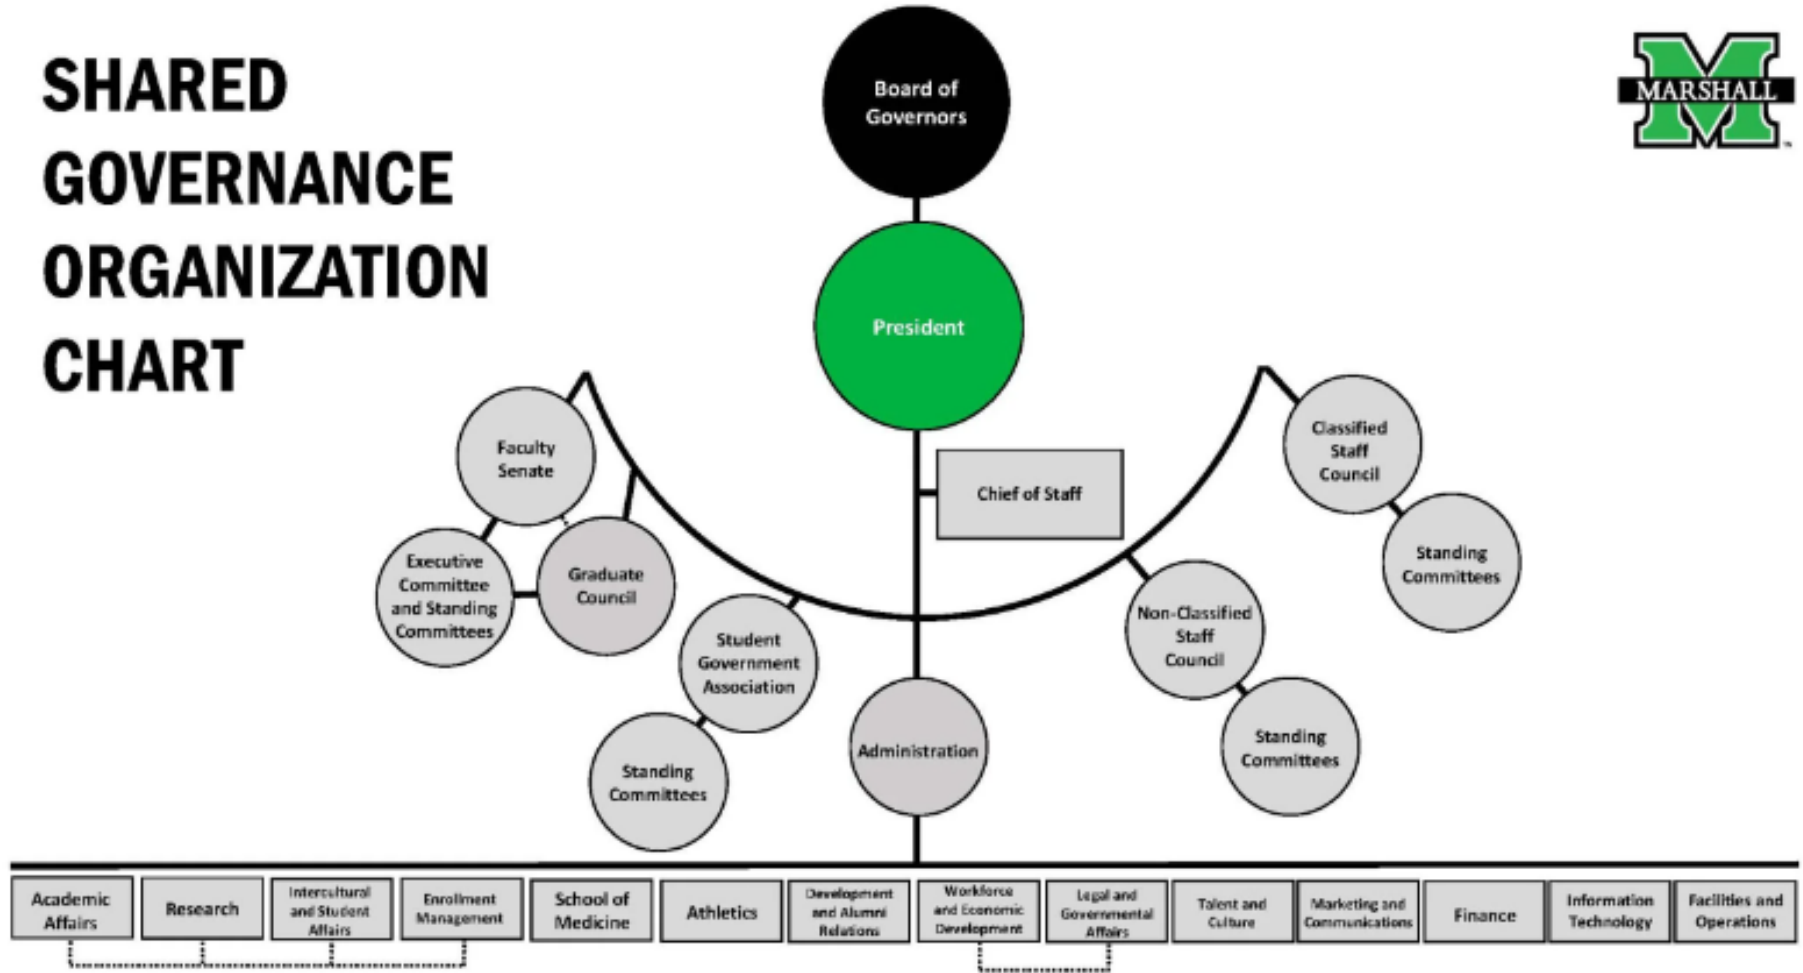 SHARED
GOVERNANCE
ORGANIZATION
CHART
MARSHALL
Board of
Governors
President
Chief of Staff
Faculty
Senate
Executive
Committee
and Standing
Committees
Graduate
Council
Student
Government
Association
Standing
Committees
Administration
Non-Classified
Staff
Council
Standing
Committees
Classified
Staff
Council
Standing
Committees
Academic
Affairs
Research
Intercultural
and Student
Affairs
Enrollment
Management
School of
Medicine
Athletics
Development
and Alumni
Relations
Workforce
and Economic
Development
Legal and
Governmental
Affairs
Talent and
Culture
Marketing and
Communications
Finance
Information
Technology
Facilities and
Operations